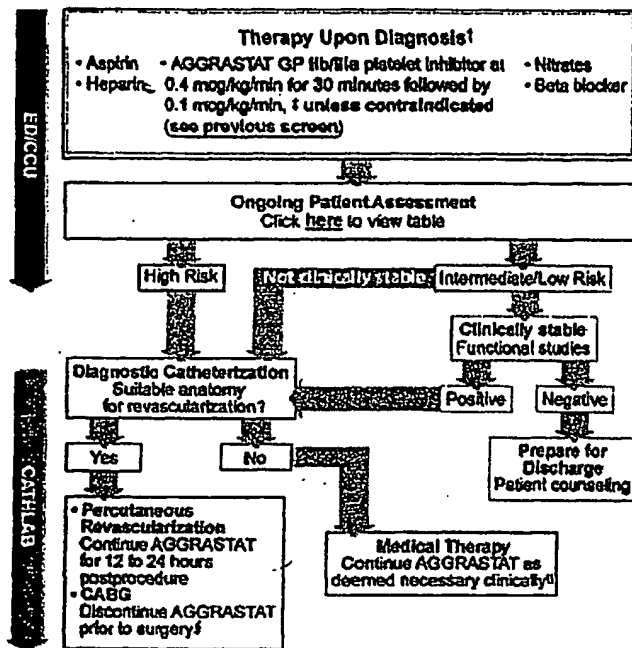 Therapy Upon Diagnosis†
• Aspirin
• Heparin
• AGGRASTAT GP IIb/IIIa platelet inhibitor at
0.4 mcg/kg/min for 30 minutes followed by
0.1 mcg/kg/min, ‡ unless contraindicated
(see previous screen)
• Nitrates
• Beta blocker
ED/CCU
Ongoing Patient Assessment
Click here to view table
High Risk
Not clinically stable
Intermediate/Low Risk
Clinically stable
Functional studies
Diagnostic Catheterization
Suitable anatomy
for revascularization?
Positive
Negative
Yes
No
Prepare for
Discharge
Patient counseling
CATH LAB
• Percutaneous
Revascularization
Continue AGGRASTAT
for 12 to 24 hours
postprocedure
• CABG
Discontinue AGGRASTAT
prior to surgery§
Medical Therapy
Continue AGGRASTAT as
deemed necessary clinically